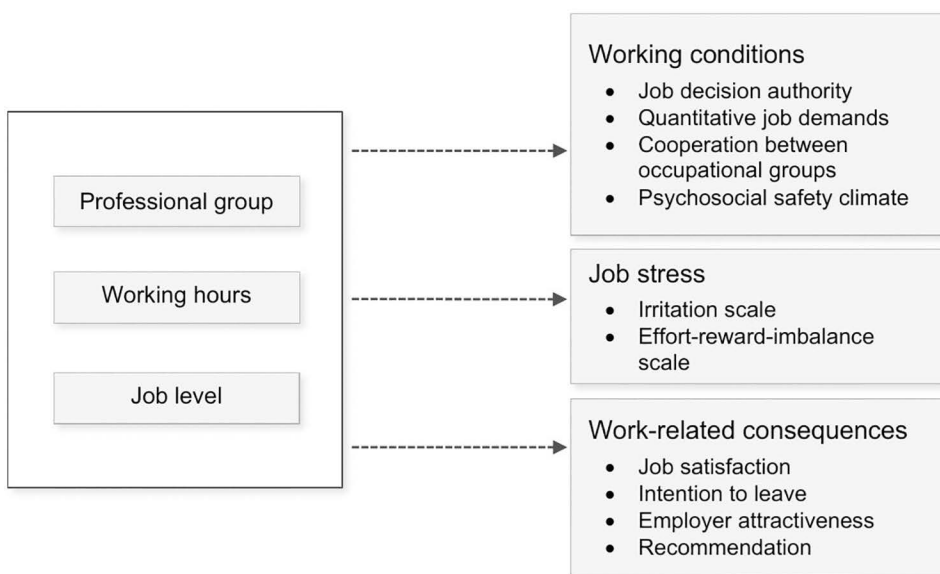 Professional group
Working hours
Job level
Working conditions
• Job decision authority
• Quantitative job demands
• Cooperation between
occupational groups
• Psychosocial safety climate
Job stress
• Irritation scale
• Effort-reward-imbalance
scale
Work-related consequences
• Job satisfaction
• Intention to leave
• Employer attractiveness
• Recommendation